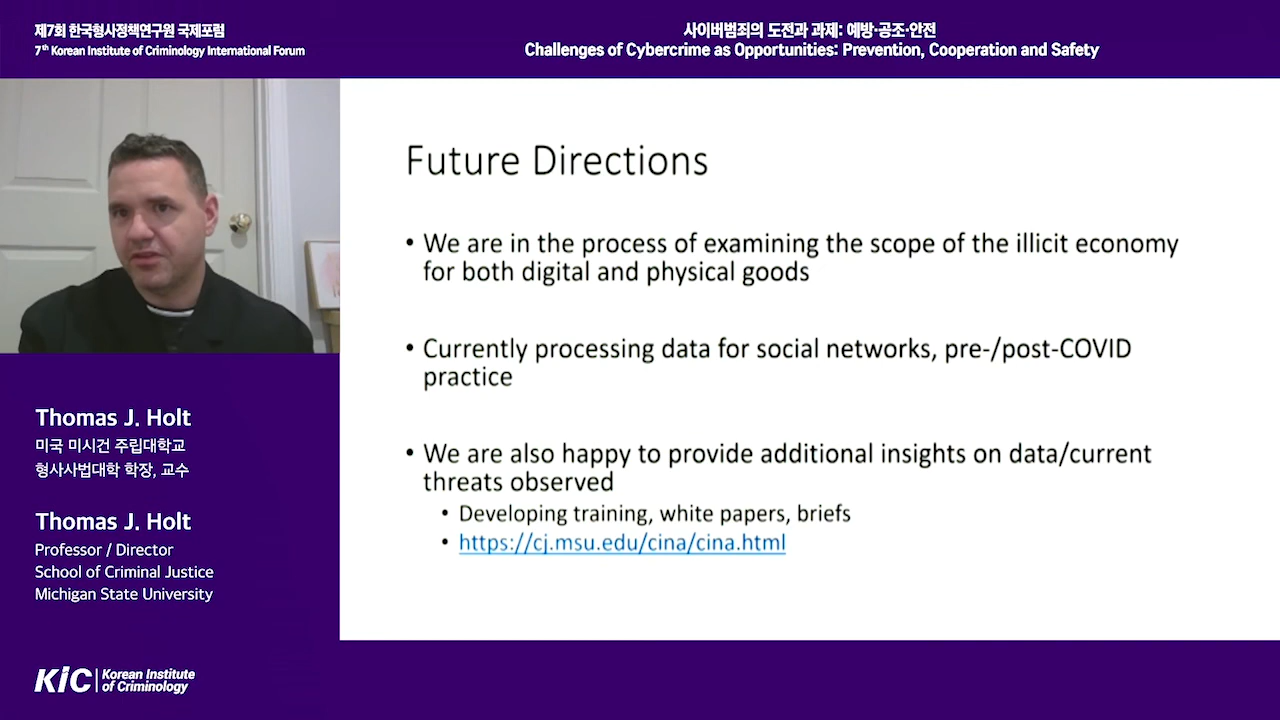 제7회 한국형사정책연구원 국제포럼
7th Korean Institute of Criminology International Forum
사이버범죄의 도전과 과제: 예방·공조·안전
Challenges of Cybercrime as Opportunities: Prevention, Cooperation and Safety
Future Directions
• We are in the process of examining the scope of the illicit economy
for both digital and physical goods
• Currently processing data for social networks, pre-/post-COVID
practice
• We are also happy to provide additional insights on data/current
threats observed
• Developing training, white papers, briefs
• https://cj.msu.edu/cina/cina.html
Thomas J. Holt
미국 미시건 주립대학교
형사사법대학 학장, 교수
Thomas J. Holt
Professor / Director
School of Criminal Justice
Michigan State University
KiC
Korean Institute
of Criminology